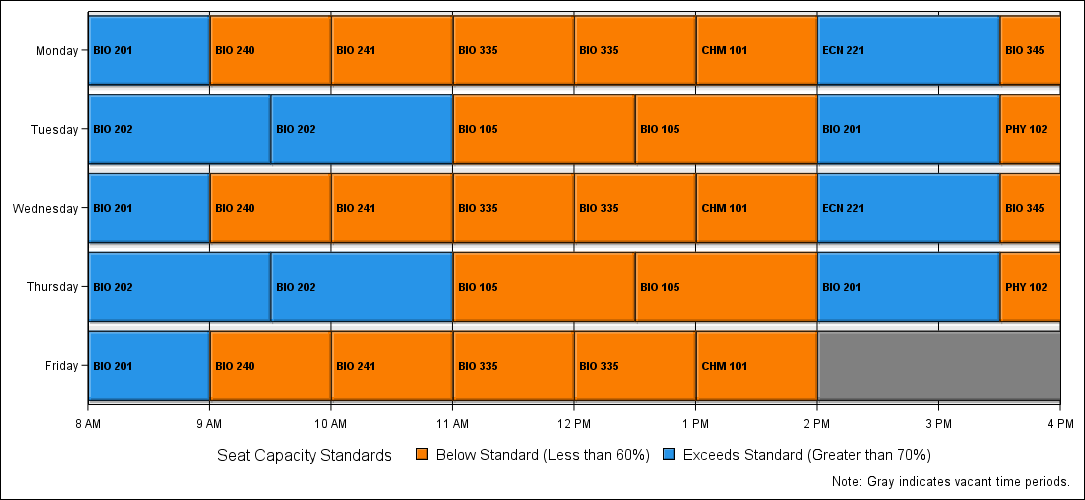 Monday BIO 201 BIO 240 BIO 241 BIO 335 BIO 335 CHM 101 ECN 221 BIO 345
Tuesday BIO 202 BIO 202 BIO 105 BIO 105 BIO 201 PHY 102
Wednesday BIO 201 BIO 240 BIO 241 BIO 335 BIO 335 CHM 101 ECN 221 BIO 345
Thursday BIO 202 BIO 202 BIO 105 BIO 105 BIO 201 PHY 102
Friday BIO 201 BIO 240 BIO 241 BIO 335 BIO 335 CHM 101
8 AM 9 AM 10 AM 11 AM 12 PM 1 PM 2 PM 3 PM 4 PM
Seat Capacity Standards Below Standard (Less than 60%) Exceeds Standard (Greater than 70%)
Note: Gray indicates vacant time periods.